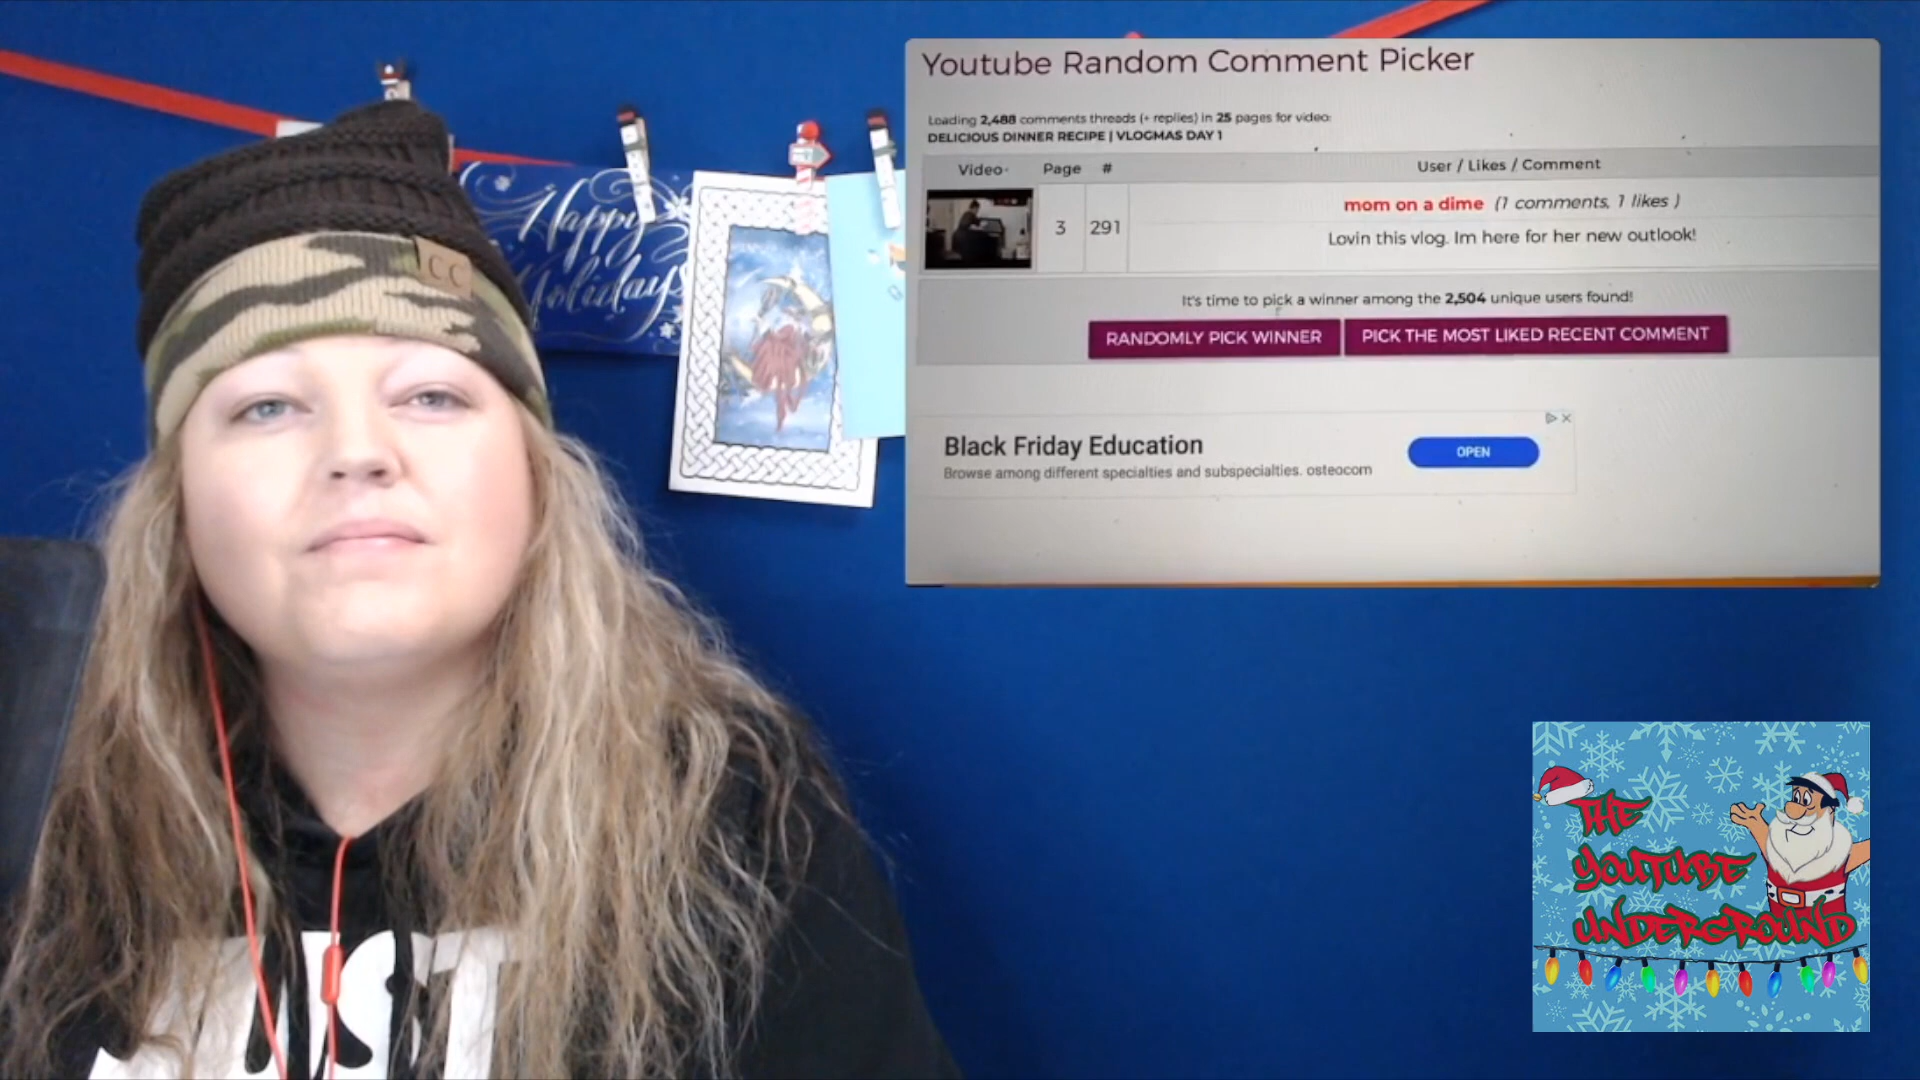 Youtube Random Comment Picker
Loading 2,488 comments threads (+ replies) in 25 pages for video:
DELICIOUS DINNER RECIPE | VLOGMAS DAY 1
Video Page # User / Likes / Comment
mom on a dime (1 comments, 1 likes )
3 291
Lovin this vlog. Im here for her new outlook!
It's time to pick a winner among the 2,504 unique users found!
RANDOMLY PICK WINNER PICK THE MOST LIKED RECENT COMMENT
Black Friday Education
Browse among different specialties and subspecialties. osteocom
OPEN
Happy
Holidays
CC
THE
YOUTUBE
UNDERGROUND